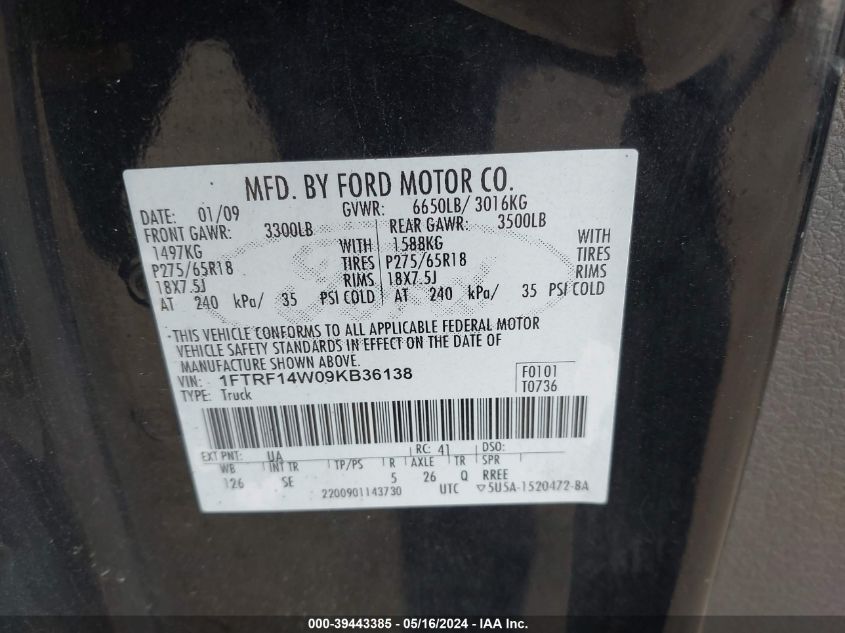 MFD. BY FORD MOTOR CO.
DATE: 01/09 GVWR: 6650LB/ 3016KG
FRONT GAWR: 3300LB REAR GAWR: 3500LB
1497KG WITH 1588KG WITH
P275/65R18 TIRES P275/65R18 TIRES
18X7.5J RIMS 18X7.5J RIMS
AT 240 kPa/ 35 PSI COLD AT 240 kPa/ 35 PSI COLD
THIS VEHICLE CONFORMS TO ALL APPLICABLE FEDERAL MOTOR
VEHICLE SAFETY STANDARDS IN EFFECT ON THE DATE OF
MANUFACTURE SHOWN ABOVE.
VIN: 1FTRF14W09KB36138 F0101
TYPE: Truck T0736
EXT PNT: UA RC: 41 DSO:
WB INT TR TP/PS R AXLE TR SPR
126 SE 5 26 Q RREE
2200901143730 UTC ▽5U5A-1520472-BA
000-39443385 - 05/16/2024 - IAA Inc.